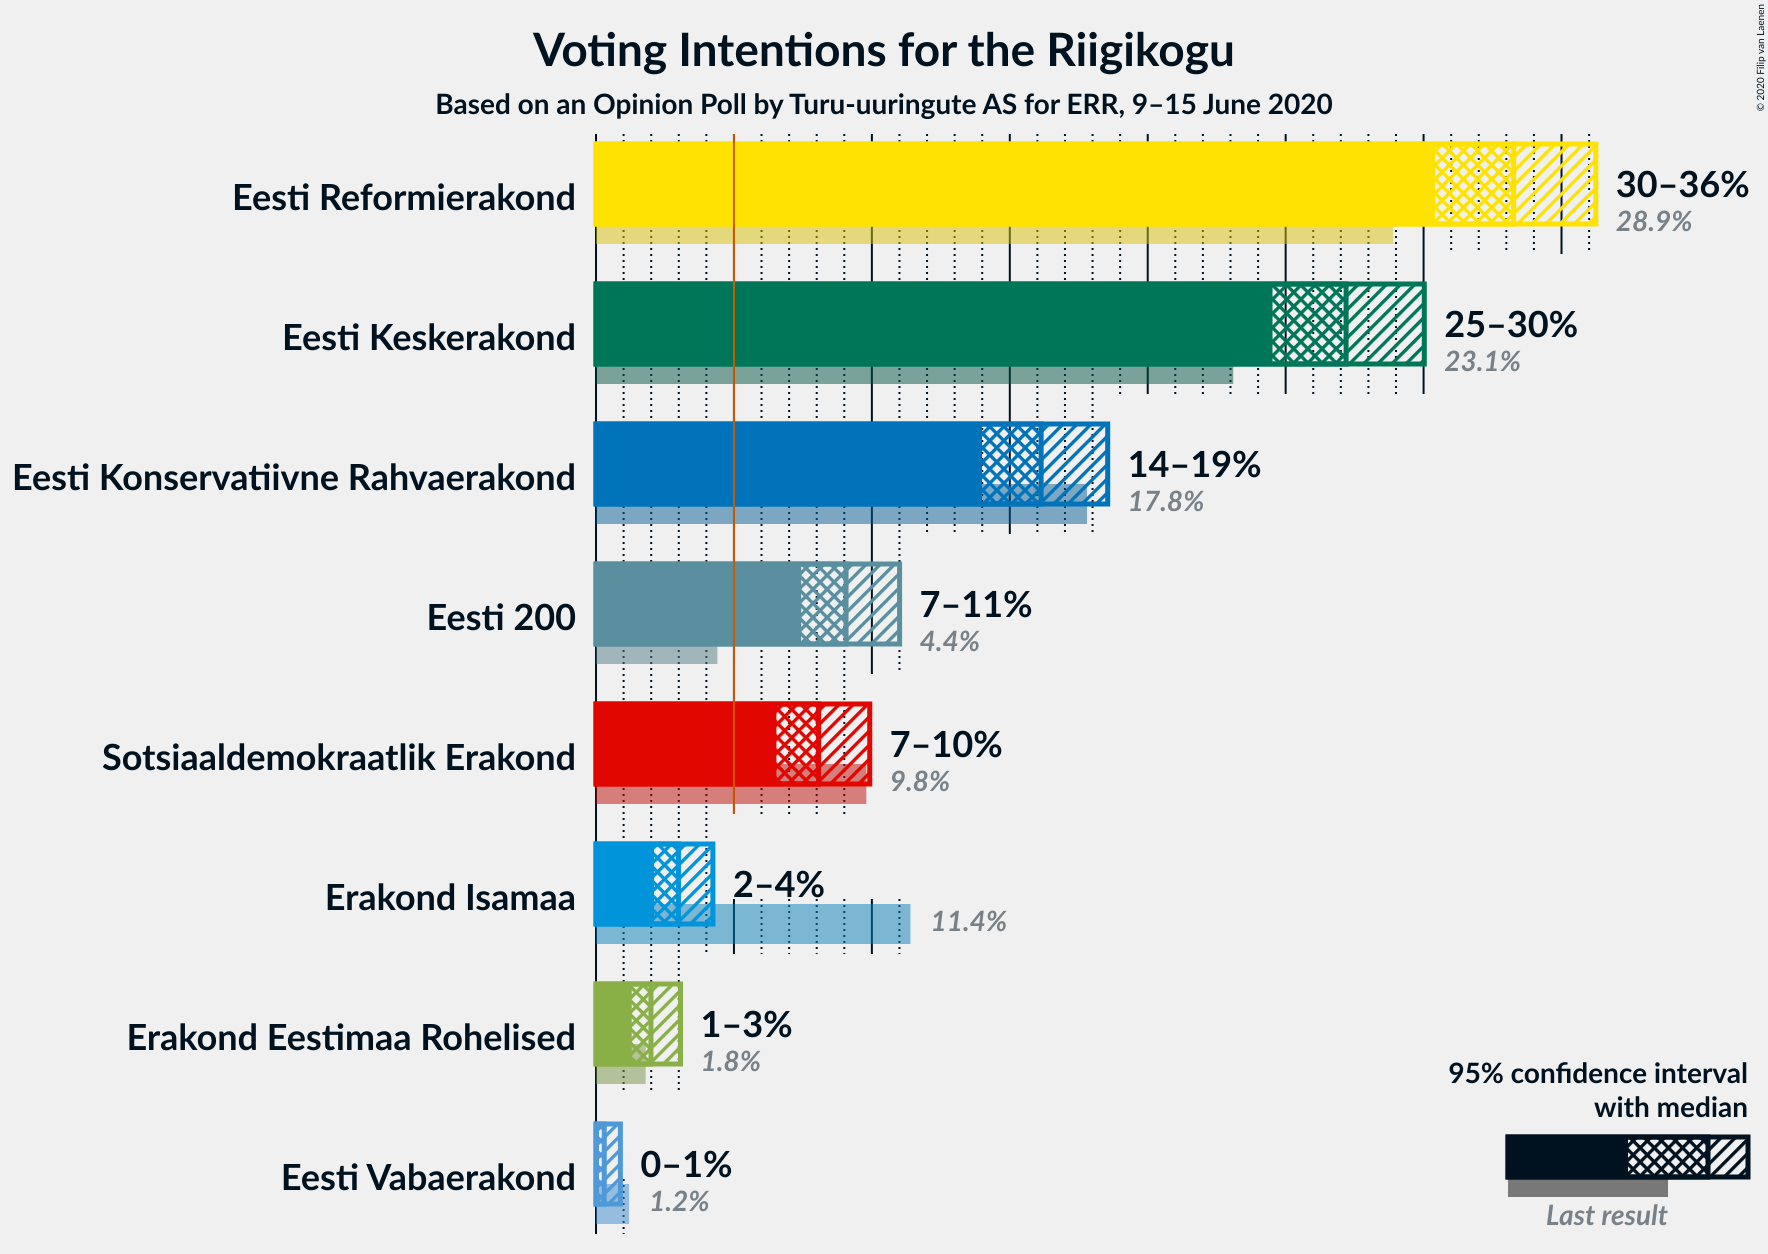 Voting Intentions for the Riigikogu
Based on an Opinion Poll by Turu-uuringute AS for ERR, 9–15 June 2020
© 2020 Filip van Laenen
Eesti Reformierakond
30–36%
28.9%
Eesti Keskerakond
25–30%
23.1%
Eesti Konservatiivne Rahvaerakond
14–19%
17.8%
Eesti 200
7–11%
4.4%
Sotsiaaldemokraatlik Erakond
7–10%
9.8%
Erakond Isamaa
2–4%
11.4%
Erakond Eestimaa Rohelised
1–3%
1.8%
Eesti Vabaerakond
0–1%
1.2%
95% confidence interval
with median
Last result